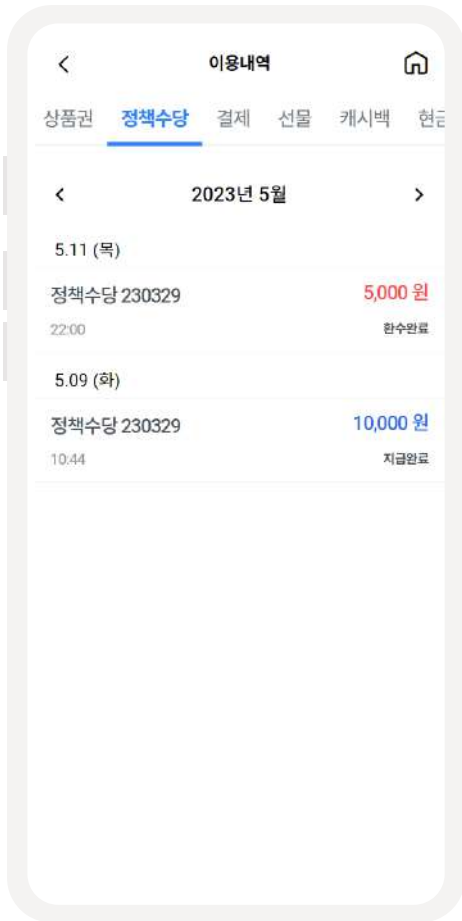 이용내역
상품권 정책수당 결제 선물 캐시백 현금
2023년 5월
5.11 (목)
정책수당 230329 5,000 원
22:00 환수완료
5.09 (화)
정책수당 230329 10,000 원
10:44 지급완료